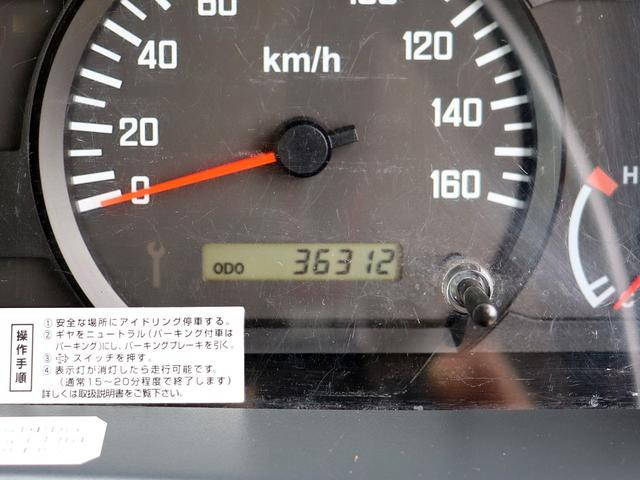 60
100
40
120
km/h
20
140
0
160
H
ODO 36312
操作手順
① 安全な場所にアイドリング停車する。
② ギヤをニュートラル(パーキング付車は
パーキング)にし、パーキングブレーキを引く。
③ スイッチを押す。
④ 表示灯が消灯したら走行可能です。
(通常15～20分程度で終了します)
詳しくは取扱説明書をご覧下さい。